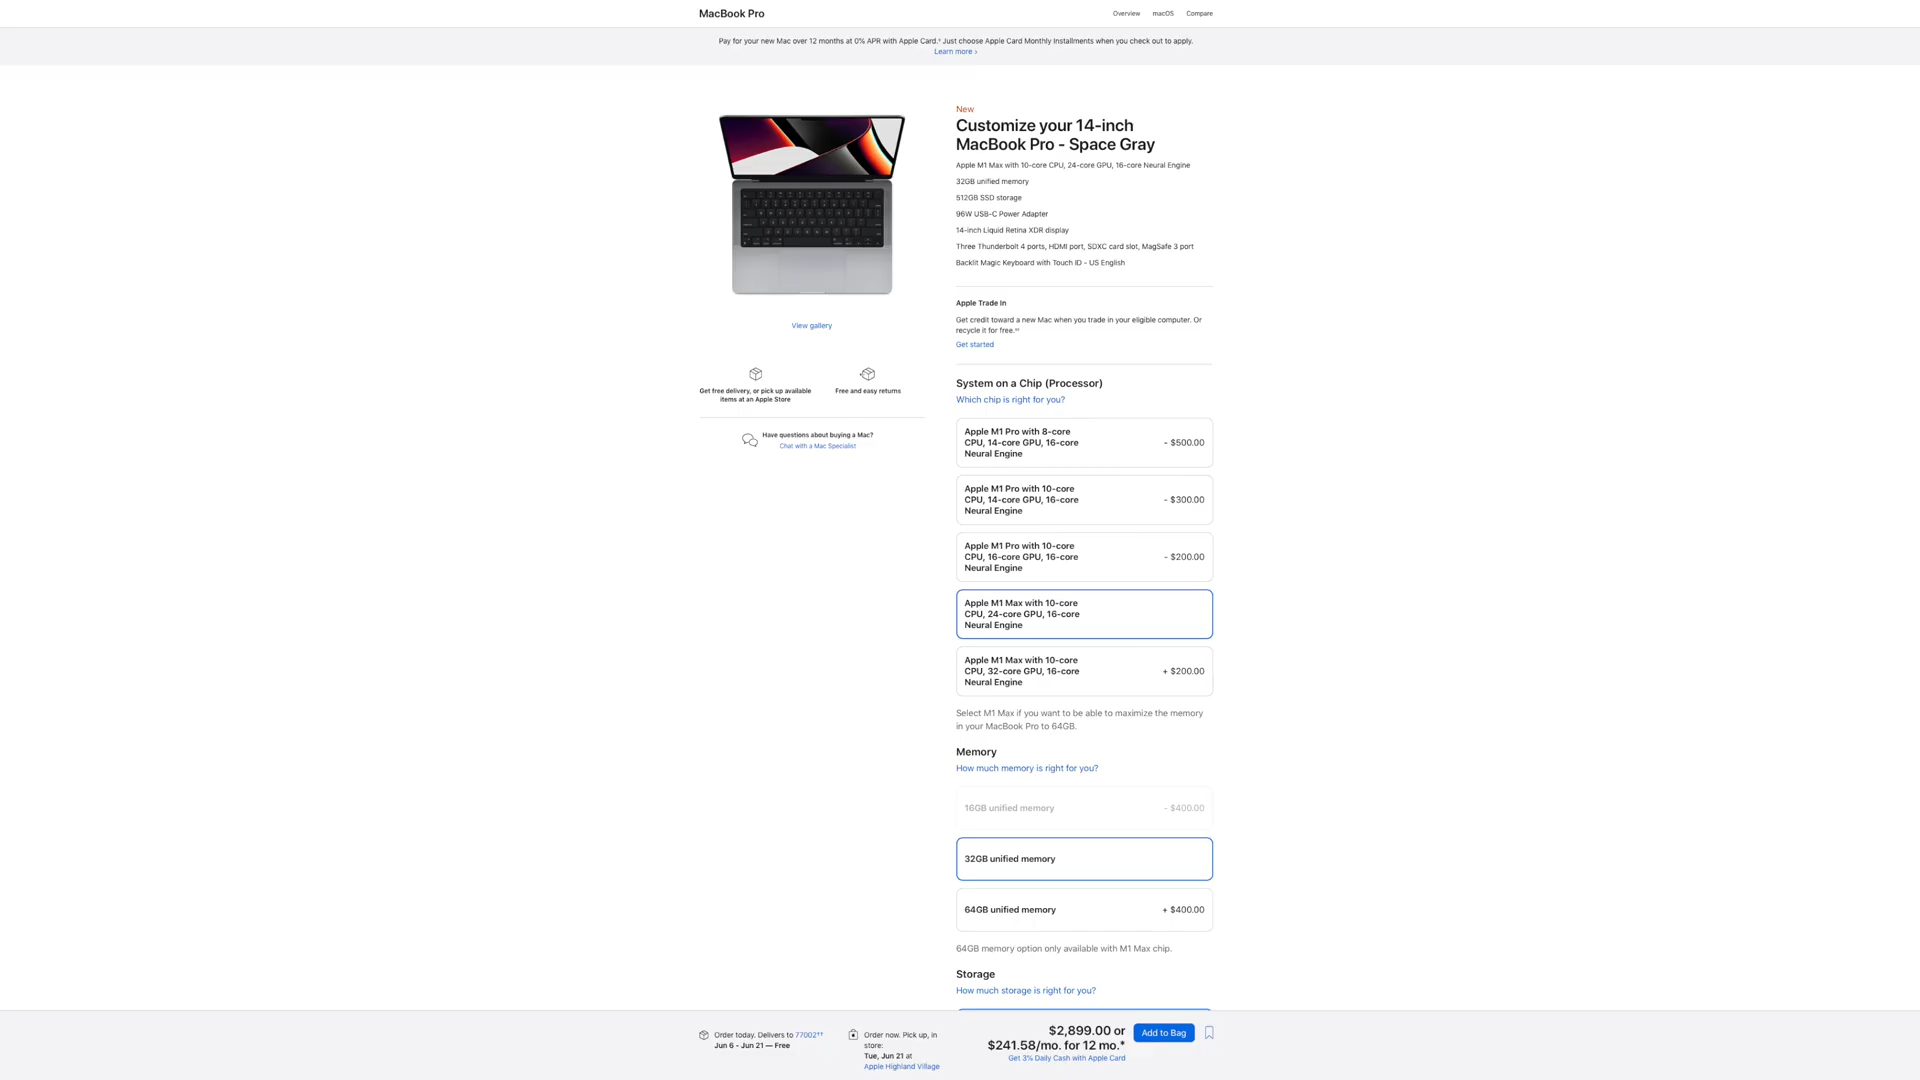 MacBook Pro
Overview
macOS
Compare
Pay for your new Mac over 12 months at 0% APR with Apple Card.° Just choose Apple Card Monthly Installments when you check out to apply.
Learn more ›
New
Customize your 14-inch
MacBook Pro - Space Gray
Apple M1 Max with 10-core CPU, 24-core GPU, 16-core Neural Engine
32GB unified memory
512GB SSD storage
96W USB-C Power Adapter
14-inch Liquid Retina XDR display
Three Thunderbolt 4 ports, HDMI port, SDXC card slot, MagSafe 3 port
Backlit Magic Keyboard with Touch ID - US English
View gallery
Get free delivery, or pick up available
items at an Apple Store
Free and easy returns
Have questions about buying a Mac?
Chat with a Mac Specialist
Apple Trade In
Get credit toward a new Mac when you trade in your eligible computer. Or
recycle it for free.**
Get started
System on a Chip (Processor)
Which chip is right for you?
Apple M1 Pro with 8-core
CPU, 14-core GPU, 16-core
Neural Engine
- $500.00
Apple M1 Pro with 10-core
CPU, 14-core GPU, 16-core
Neural Engine
- $300.00
Apple M1 Pro with 10-core
CPU, 16-core GPU, 16-core
Neural Engine
- $200.00
Apple M1 Max with 10-core
CPU, 24-core GPU, 16-core
Neural Engine
Apple M1 Max with 10-core
CPU, 32-core GPU, 16-core
Neural Engine
+ $200.00
Select M1 Max if you want to be able to maximize the memory
in your MacBook Pro to 64GB.
Memory
How much memory is right for you?
16GB unified memory
- $400.00
32GB unified memory
64GB unified memory
+ $400.00
64GB memory option only available with M1 Max chip.
Storage
How much storage is right for you?
Order today. Delivers to 77002††
Jun 6 - Jun 21 — Free
Order now. Pick up, in
store:
Tue, Jun 21 at
Apple Highland Village
$2,899.00 or
$241.58/mo. for 12 mo.*
Get 3% Daily Cash with Apple Card
Add to Bag